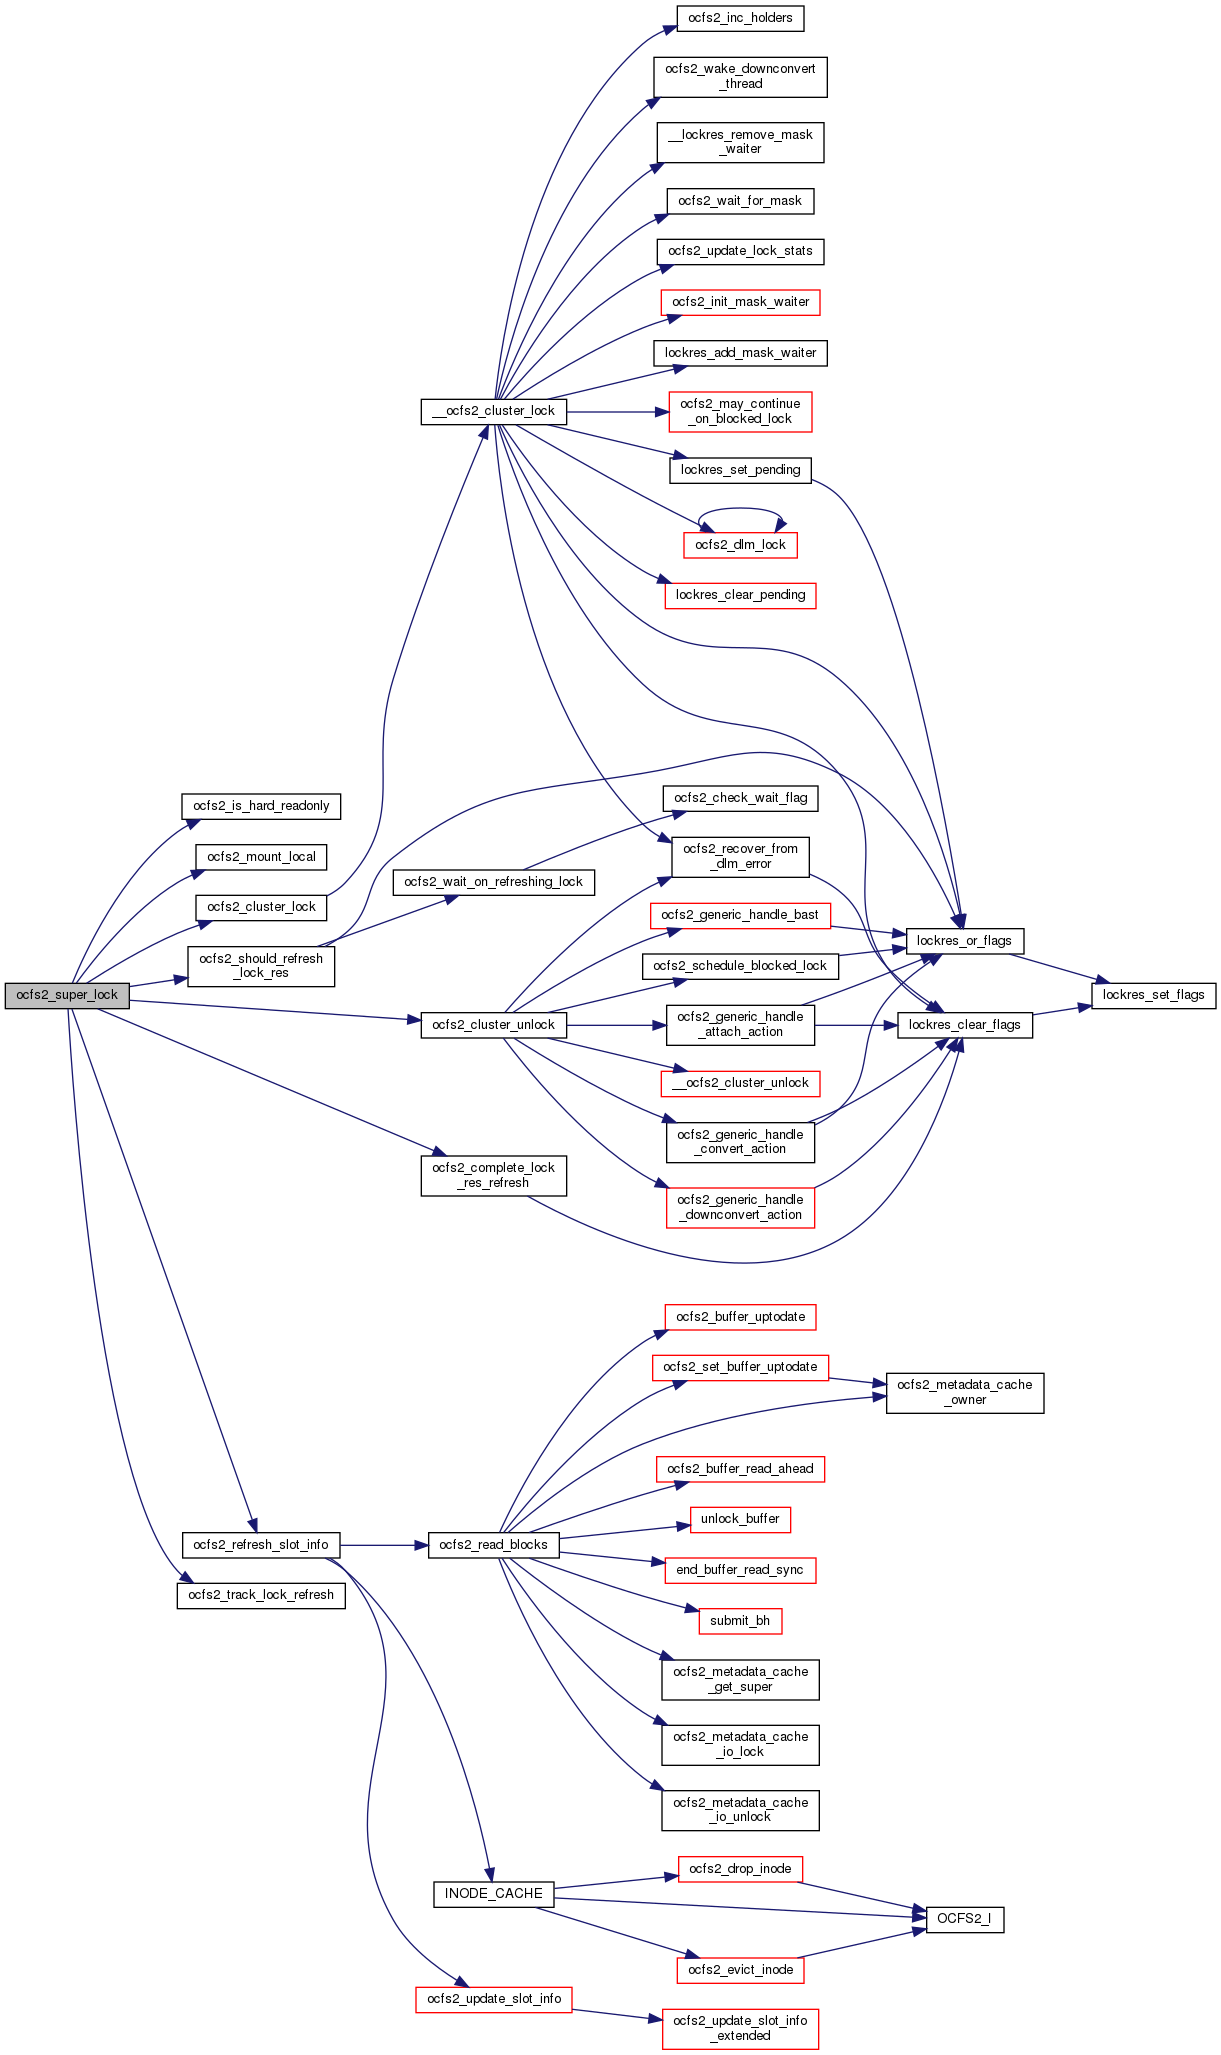 ocfs2_inc_holders
ocfs2_wake_downconvert
_thread
__lockres_remove_mask
_waiter
ocfs2_wait_for_mask
ocfs2_update_lock_stats
ocfs2_init_mask_waiter
lockres_add_mask_waiter
__ocfs2_cluster_lock
ocfs2_may_continue
_on_blocked_lock
lockres_set_pending
ocfs2_dlm_lock
lockres_clear_pending
ocfs2_is_hard_readonly
ocfs2_check_wait_flag
ocfs2_mount_local
ocfs2_recover_from
_dlm_error
ocfs2_wait_on_refreshing_lock
ocfs2_cluster_lock
ocfs2_generic_handle_bast
lockres_or_flags
ocfs2_should_refresh
_lock_res
ocfs2_schedule_blocked_lock
ocfs2_super_lock
lockres_set_flags
ocfs2_cluster_unlock
ocfs2_generic_handle
_attach_action
lockres_clear_flags
__ocfs2_cluster_unlock
ocfs2_generic_handle
_convert_action
ocfs2_complete_lock
_res_refresh
ocfs2_generic_handle
_downconvert_action
ocfs2_buffer_uptodate
ocfs2_set_buffer_uptodate
ocfs2_metadata_cache
_owner
ocfs2_buffer_read_ahead
unlock_buffer
ocfs2_refresh_slot_info
ocfs2_read_blocks
end_buffer_read_sync
ocfs2_track_lock_refresh
submit_bh
ocfs2_metadata_cache
_get_super
ocfs2_metadata_cache
_io_lock
ocfs2_metadata_cache
_io_unlock
ocfs2_drop_inode
INODE_CACHE
OCFS2_I
ocfs2_evict_inode
ocfs2_update_slot_info
ocfs2_update_slot_info
_extended